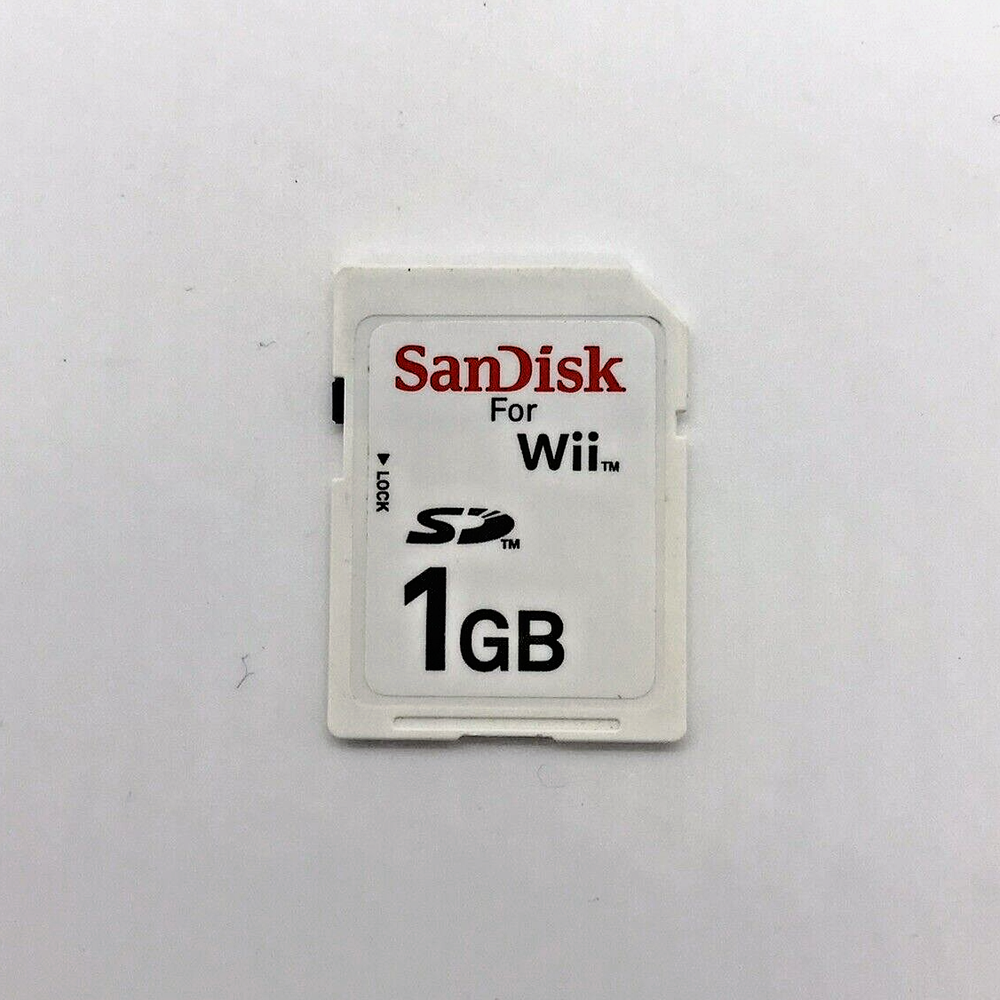 SanDisk
For
Wii™
▼ LOCK
SD™
1GB